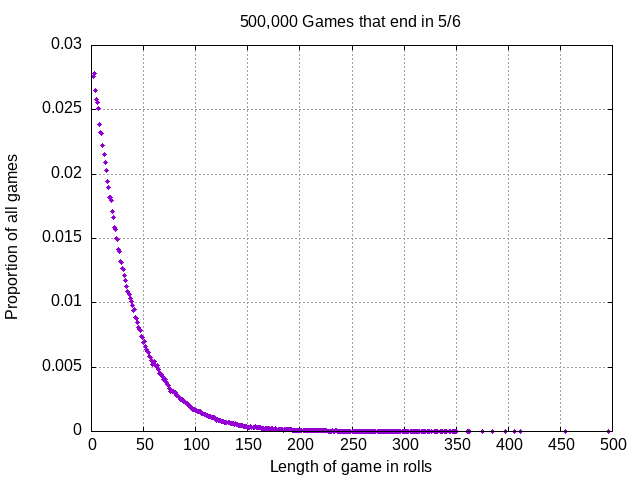 500,000 Games that end in 5/6
0.03
0.025
0.02
0.015
0.01
0.005
0
Proportion of all games
0 50 100 150 200 250 300 350 400 450 500
Length of game in rolls